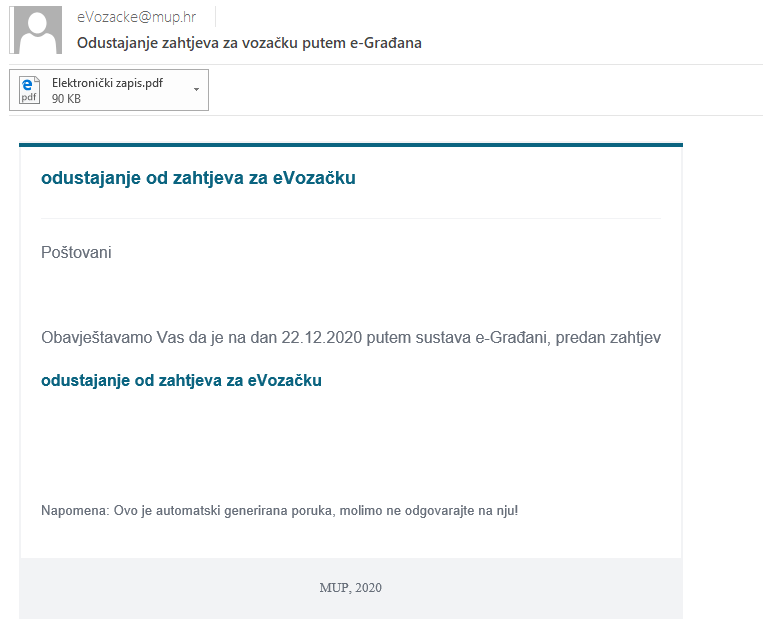 eVozacke@mup.hr
Odustajanje zahtjeva za vozačku putem e-Građana
Elektronički zapis.pdf
pdf
90 KB
odustajanje od zahtjeva za eVozačku
Poštovani
Obavještavamo Vas da je na dan 22.12.2020 putem sustava e-Građani, predan zahtjev
odustajanje od zahtjeva za eVozačku
Napomena: Ovo je automatski generirana poruka, molimo ne odgovarajte na nju!
MUP, 2020